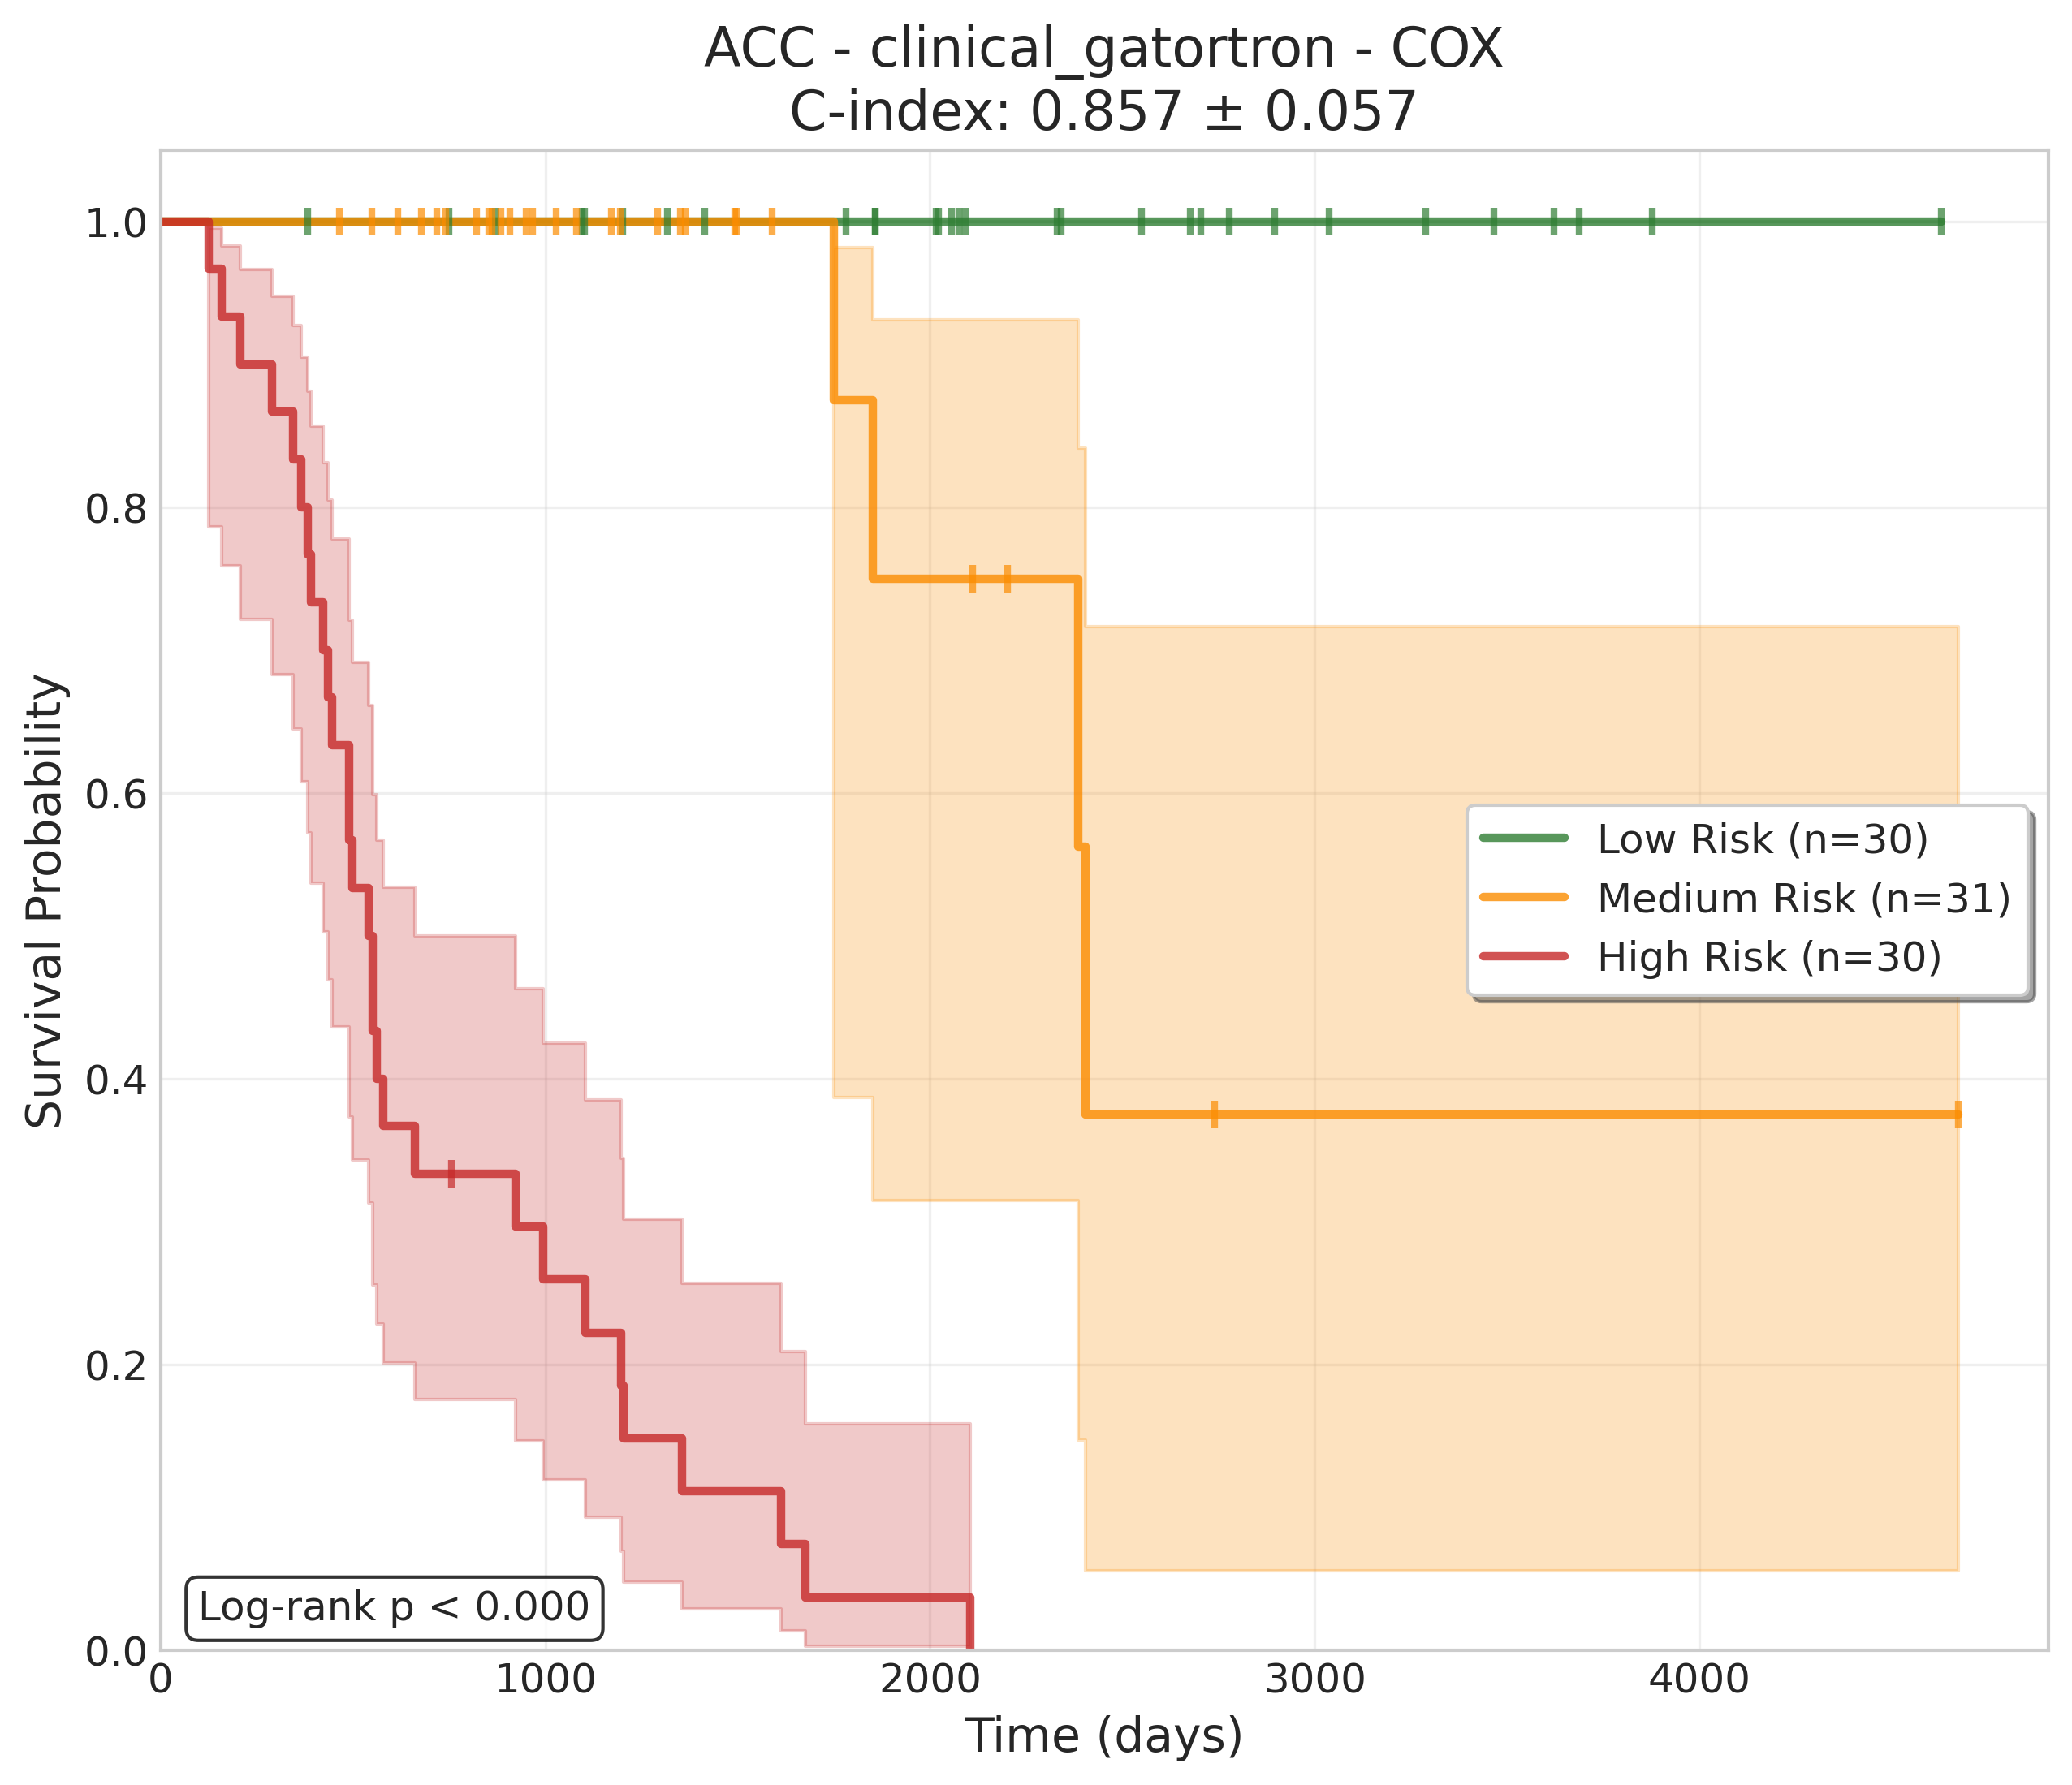 ACC - clinical_gatortron - COX
C-index: 0.857 ± 0.057
Survival Probability
1.0
0.8
0.6
0.4
0.2
0.0
Low Risk (n=30)
Medium Risk (n=31)
High Risk (n=30)
Log-rank p < 0.000
0 1000 2000 3000 4000
Time (days)